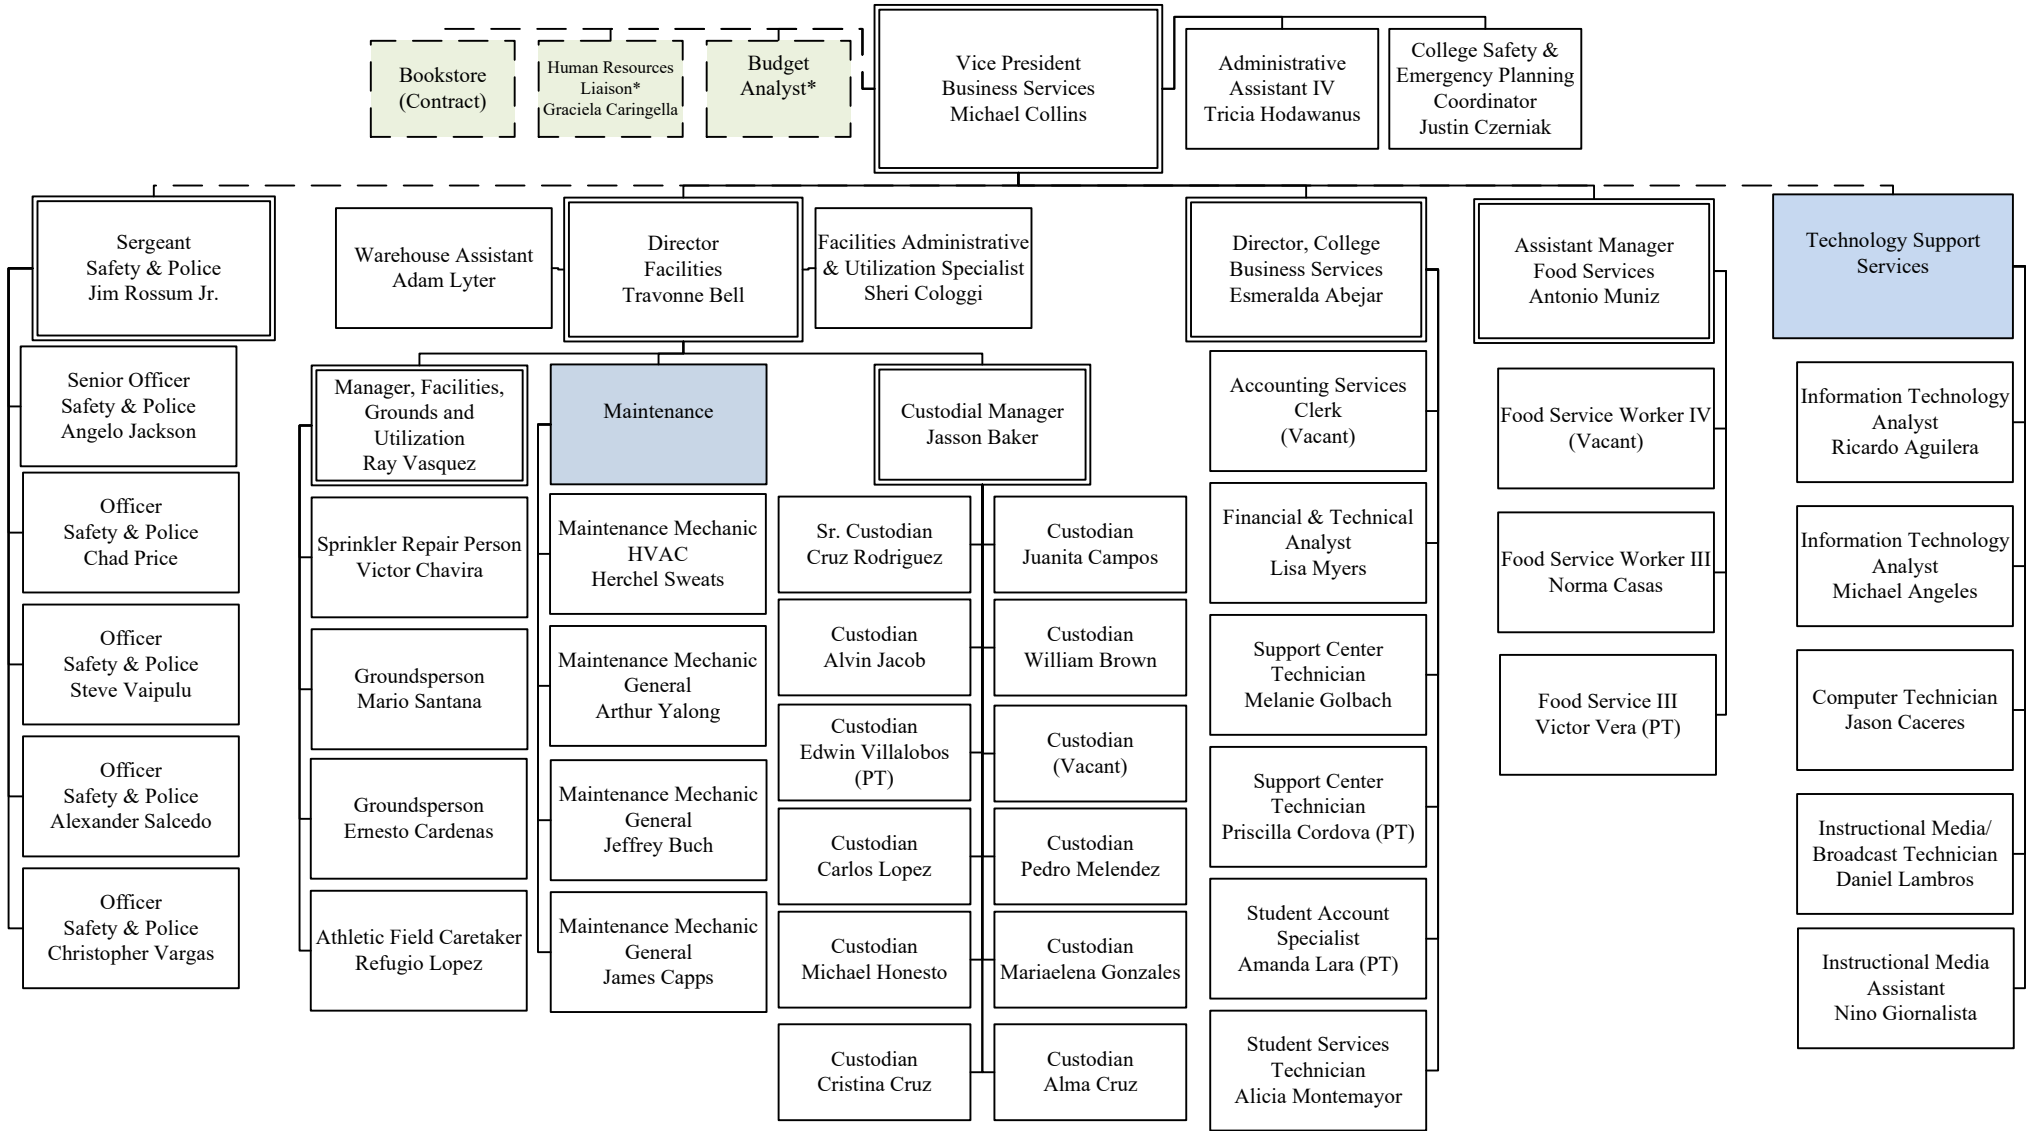 Bookstore
(Contract)
Human Resources
Liaison*
Graciela Caringella
Budget
Analyst*
Vice President
Business Services
Michael Collins
Administrative
Assistant IV
Tricia Hodawanus
College Safety &
Emergency Planning
Coordinator
Justin Czerniak
Sergeant
Safety & Police
Jim Rossum Jr.
Warehouse Assistant
Adam Lyter
Director
Facilities
Travonne Bell
Facilities Administrative
& Utilization Specialist
Sheri Cologgi
Director, College
Business Services
Esmeralda Abejar
Assistant Manager
Food Services
Antonio Muniz
Technology Support
Services
Senior Officer
Safety & Police
Angelo Jackson
Officer
Safety & Police
Chad Price
Officer
Safety & Police
Steve Vaipulu
Officer
Safety & Police
Alexander Salcedo
Officer
Safety & Police
Christopher Vargas
Manager, Facilities,
Grounds and
Utilization
Ray Vasquez
Sprinkler Repair Person
Victor Chavira
Groundsperson
Mario Santana
Groundsperson
Ernesto Cardenas
Athletic Field Caretaker
Refugio Lopez
Maintenance
Maintenance Mechanic
HVAC
Herchel Sweats
Maintenance Mechanic
General
Arthur Yalong
Maintenance Mechanic
General
Jeffrey Buch
Maintenance Mechanic
General
James Capps
Custodial Manager
Jasson Baker
Sr. Custodian
Cruz Rodriguez
Custodian
Juanita Campos
Custodian
Alvin Jacob
Custodian
William Brown
Custodian
Edwin Villalobos
(PT)
Custodian
(Vacant)
Custodian
Carlos Lopez
Custodian
Pedro Melendez
Custodian
Michael Honesto
Custodian
Mariaelena Gonzales
Custodian
Cristina Cruz
Custodian
Alma Cruz
Accounting Services
Clerk
(Vacant)
Financial & Technical
Analyst
Lisa Myers
Support Center
Technician
Melanie Golbach
Support Center
Technician
Priscilla Cordova (PT)
Student Account
Specialist
Amanda Lara (PT)
Student Services
Technician
Alicia Montemayor
Food Service Worker IV
(Vacant)
Food Service Worker III
Norma Casas
Food Service III
Victor Vera (PT)
Information Technology
Analyst
Ricardo Aguilera
Information Technology
Analyst
Michael Angeles
Computer Technician
Jason Caceres
Instructional Media/
Broadcast Technician
Daniel Lambros
Instructional Media
Assistant
Nino Giornalista